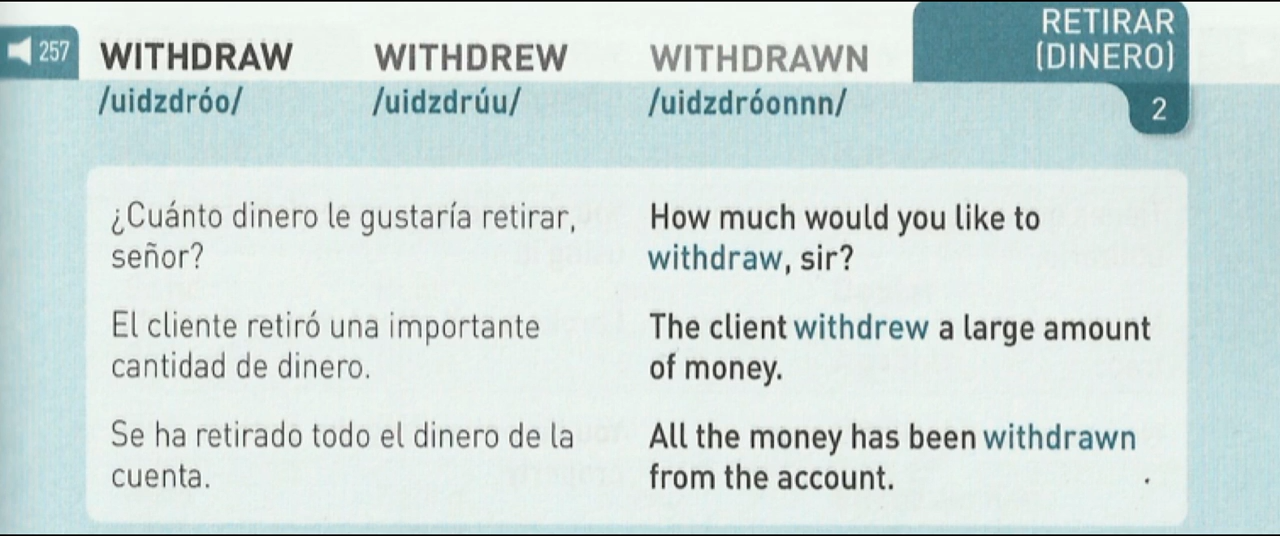 257
WITHDRAW WITHDREW WITHDRAWN
RETIRAR
(DINERO)
/uidzdróo/ /uidzdrúu/ /uidzdróonnn/
2
¿Cuánto dinero le gustaría retirar,
señor?
How much would you like to
withdraw, sir?
El cliente retiró una importante
cantidad de dinero.
The client withdrew a large amount
of money.
Se ha retirado todo el dinero de la
cuenta.
All the money has been withdrawn
from the account.